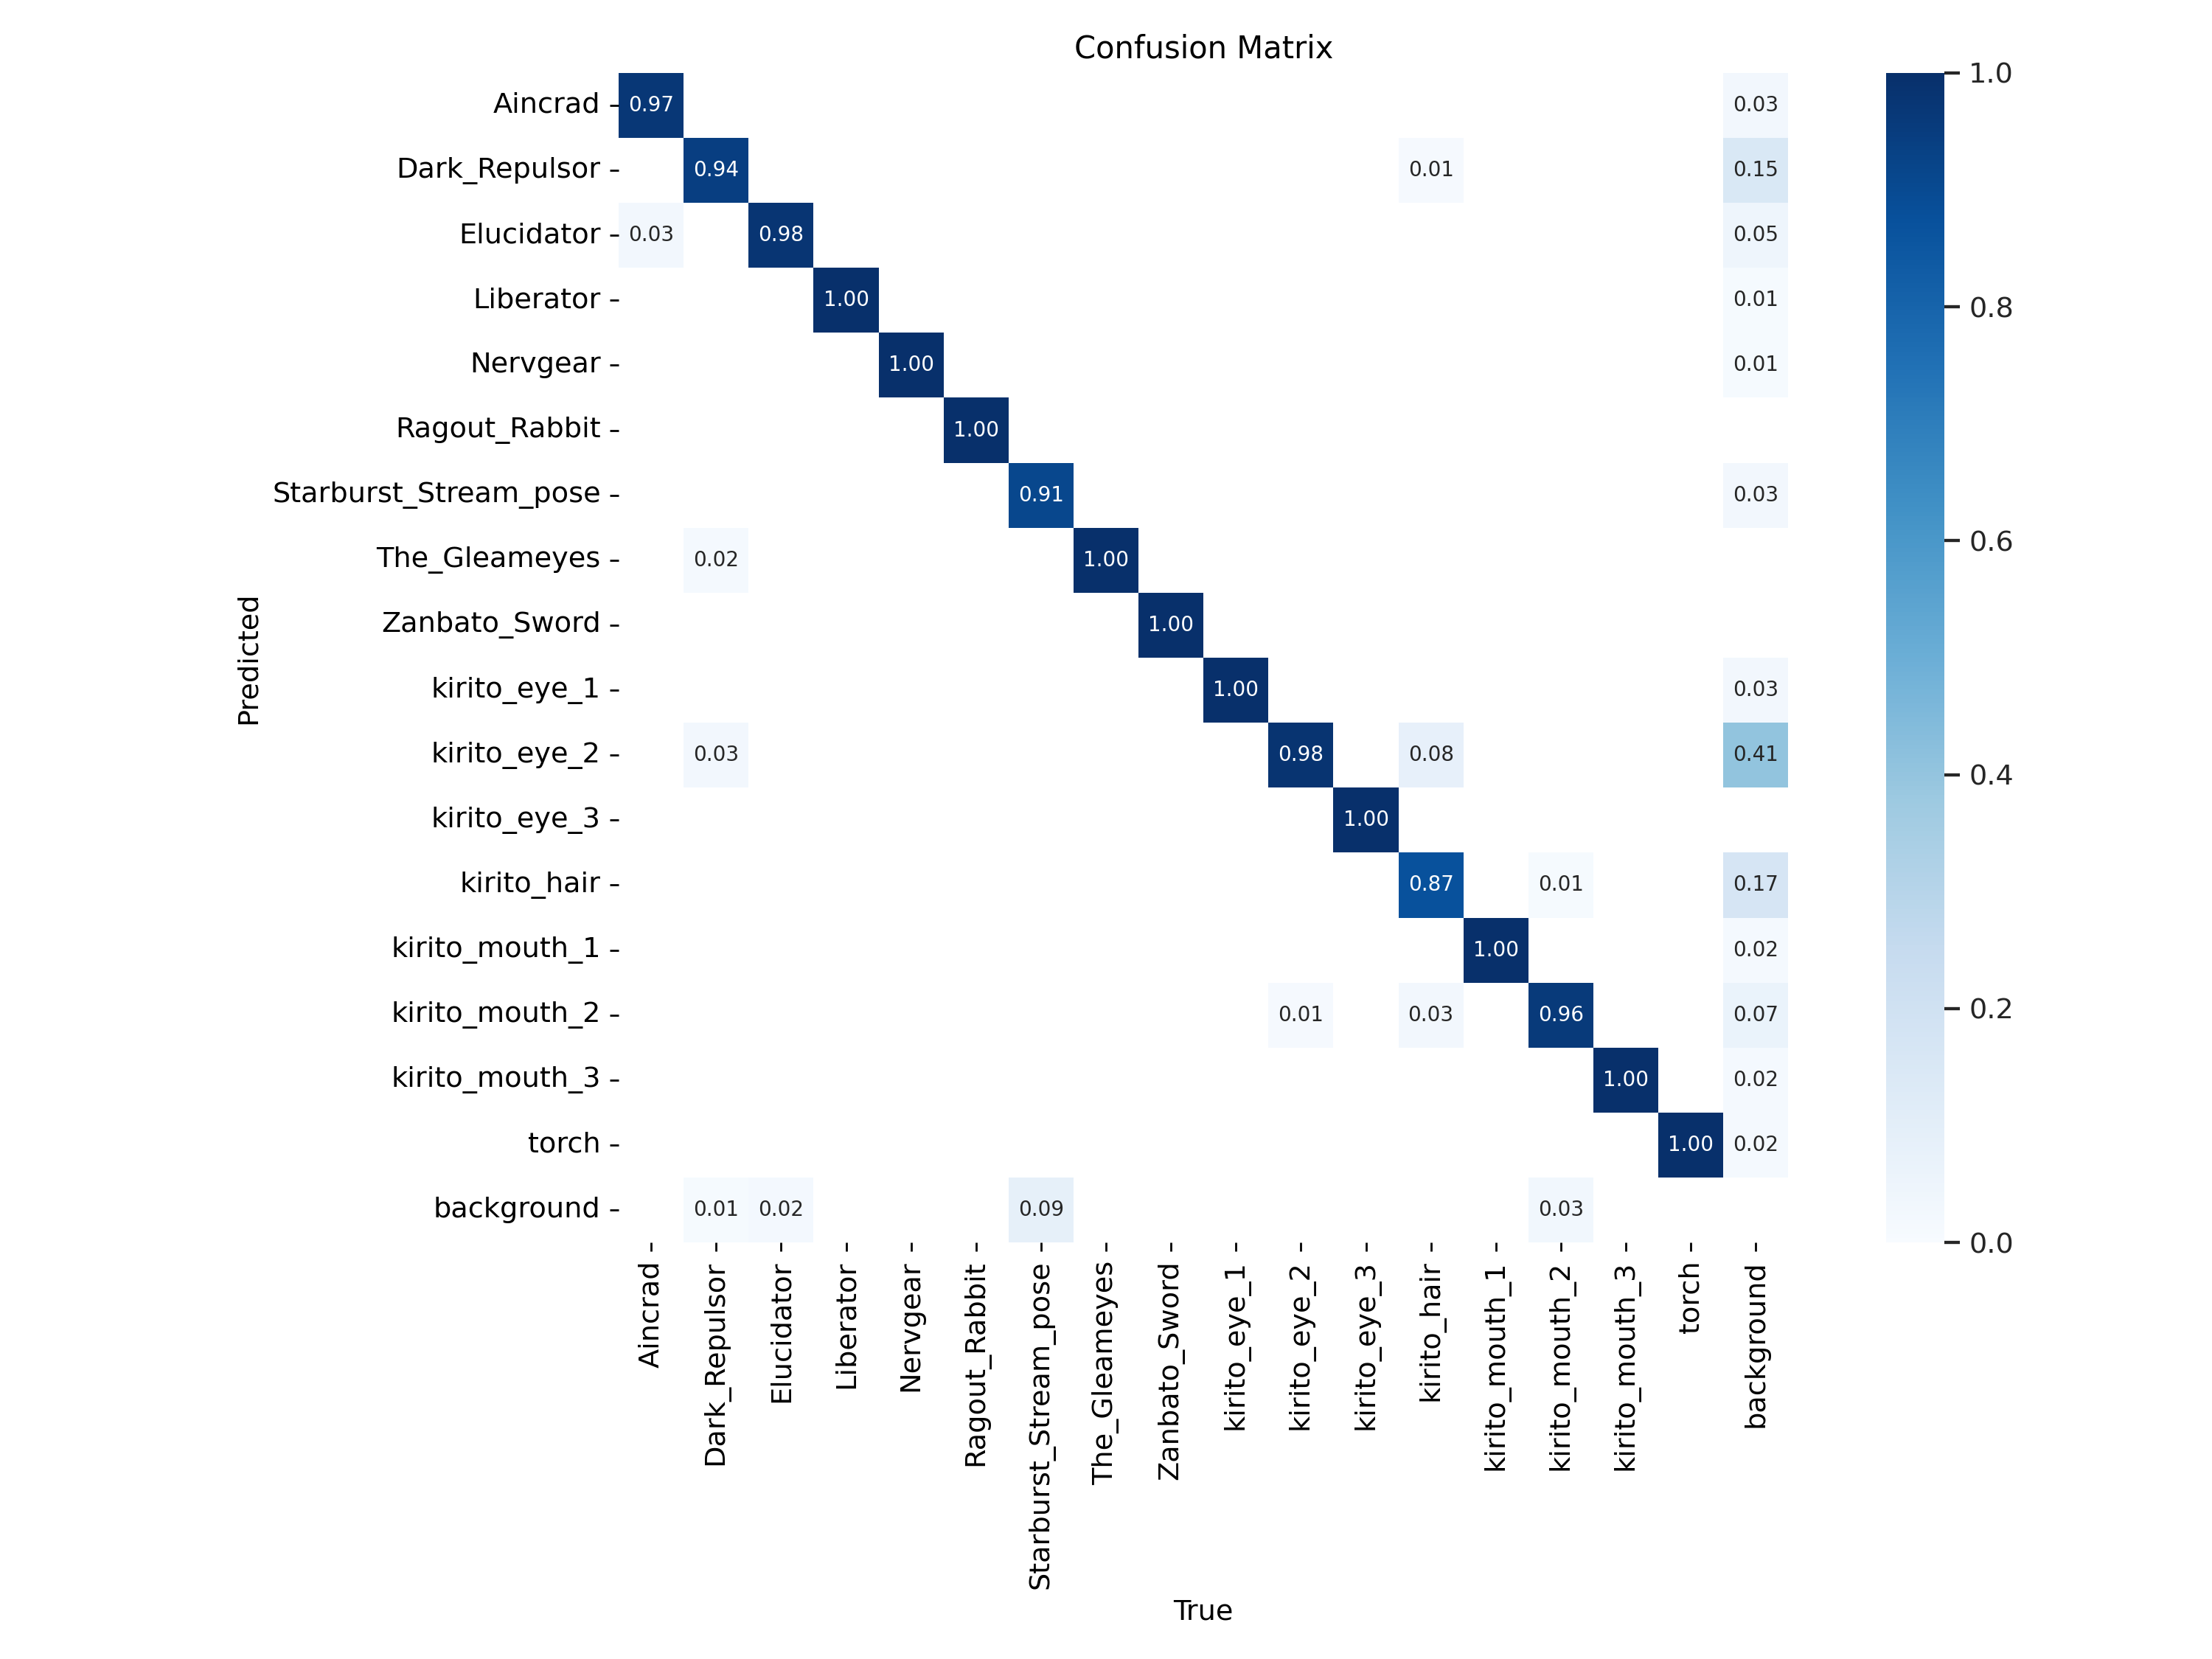 Confusion Matrix
Aincrad 0.97 0.03 1.0
Dark_Repulsor 0.94 0.01 0.15
Elucidator 0.03 0.98 0.05
Liberator 1.00 0.01 0.8
Nervgear 1.00 0.01
Ragout_Rabbit 1.00
Starburst_Stream_pose 0.91 0.03
The_Gleameyes 0.02 1.00 0.6
Zanbato_Sword 1.00
Predicted
kirito_eye_1 1.00 0.03
kirito_eye_2 0.03 0.98 0.08 0.41 0.4
kirito_eye_3 1.00
kirito_hair 0.87 0.01 0.17
kirito_mouth_1 1.00 0.02
kirito_mouth_2 0.01 0.03 0.96 0.07 0.2
kirito_mouth_3 1.00 0.02
torch 1.00 0.02
background 0.01 0.02 0.09 0.03 0.0
Aincrad
Dark_Repulsor
Elucidator
Liberator
Nervgear
Ragout_Rabbit
Starburst_Stream_pose
The_Gleameyes
Zanbato_Sword
kirito_eye_1
kirito_eye_2
kirito_eye_3
kirito_hair
kirito_mouth_1
kirito_mouth_2
kirito_mouth_3
torch
background
True